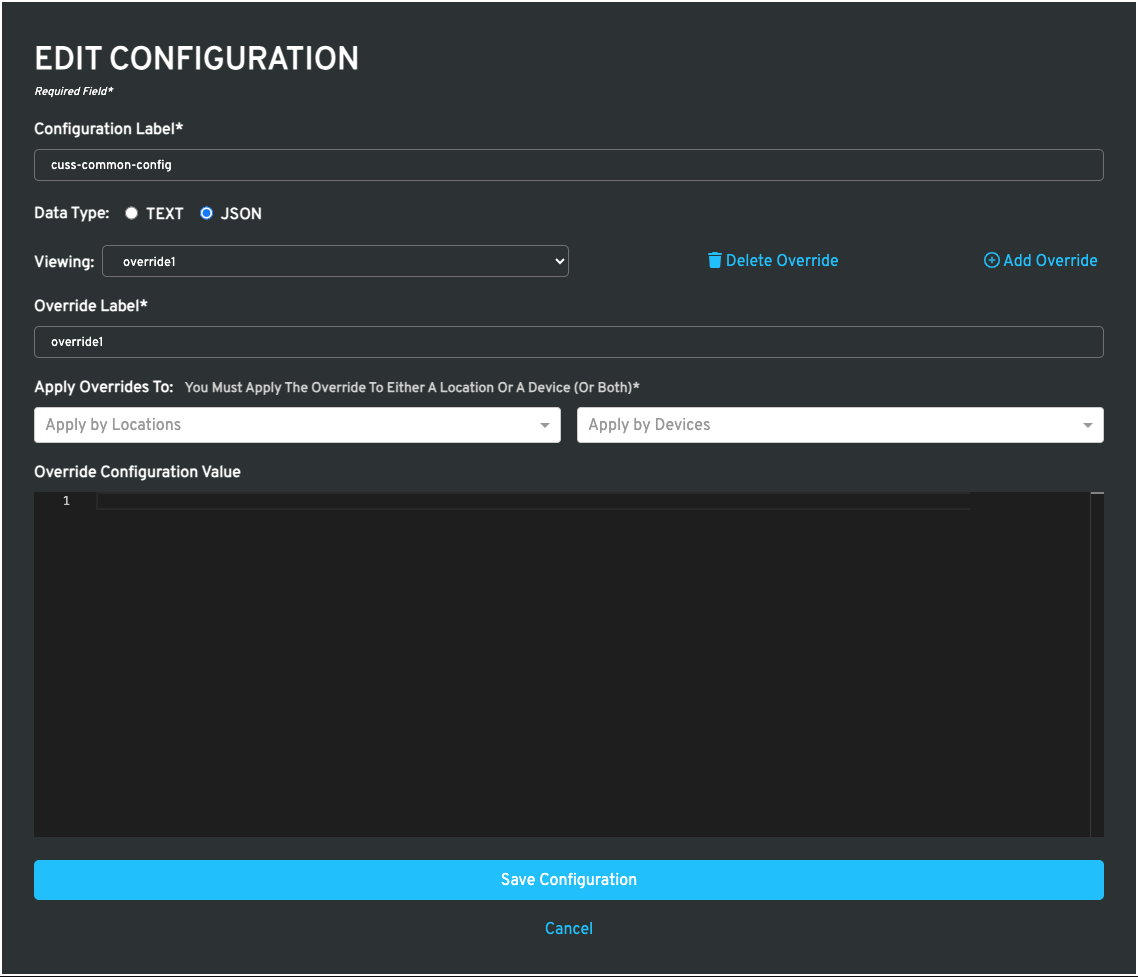 EDIT CONFIGURATION
Required Field*
Configuration Label*
cuss-common-config
Data Type: TEXT JSON
Viewing: override1 Delete Override Add Override
Override Label*
override1
Apply Overrides To: You Must Apply The Override To Either A Location Or A Device (Or Both)*
Apply by Locations Apply by Devices
Override Configuration Value
1
Save Configuration
Cancel